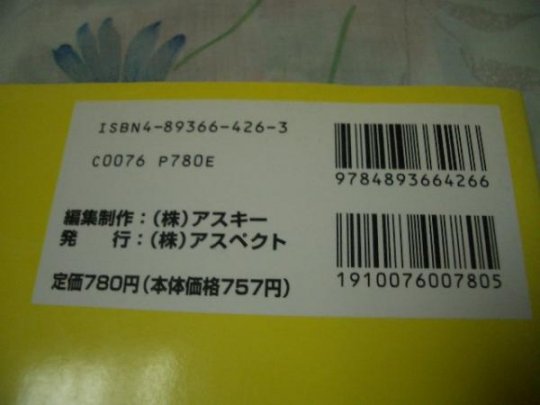 ISBN4-89366-426-3
C0076 P780E
編集制作：(株)アスキー
発　　行：(株)アスペクト
定価780円(本体価格757円)
9784893664266
1910076007805